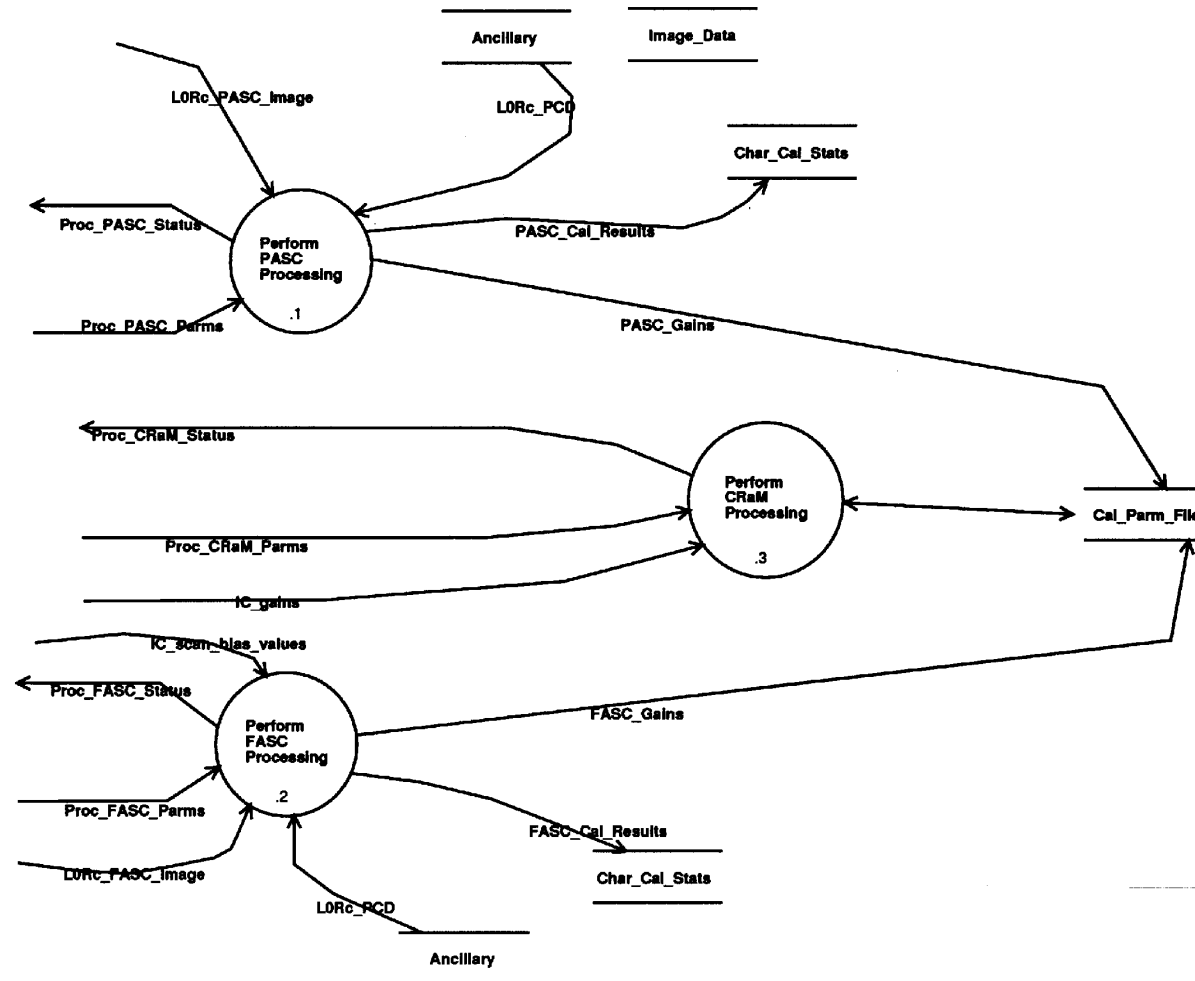 Ancillary
Image_Data
L0Rc_PASC_Image
L0Rc_PCD
Char_Cal_Stats
Proc_PASC_Status
PASC_Cal_Results
Perform
PASC
Processing
.1
Proc_PASC_Parms
PASC_Gains
Proc_CRaM_Status
Perform
CRaM
Processing
.3
Cal_Parm_File
Proc_CRaM_Parms
IC_gains
IC_scan_bias_values
Proc_FASC_Status
FASC_Gains
Perform
FASC
Processing
.2
Proc_FASC_Parms
FASC_Cal_Results
L0Rc_FASC_Image
Char_Cal_Stats
L0Rc_PCD
Ancillary